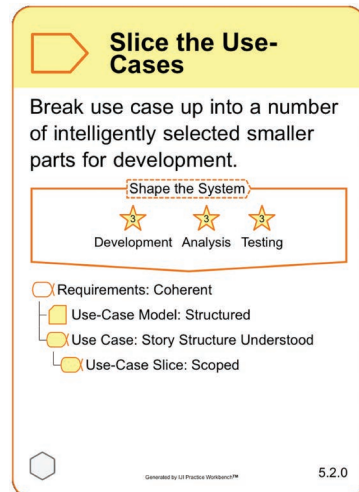 Slice the Use-
Cases
Break use case up into a number
of intelligently selected smaller
parts for development.
Shape the System
3 3 3
Development Analysis Testing
Requirements: Coherent
Use-Case Model: Structured
Use Case: Story Structure Understood
Use-Case Slice: Scoped
Generated by IJI Practice Workbench™
5.2.0